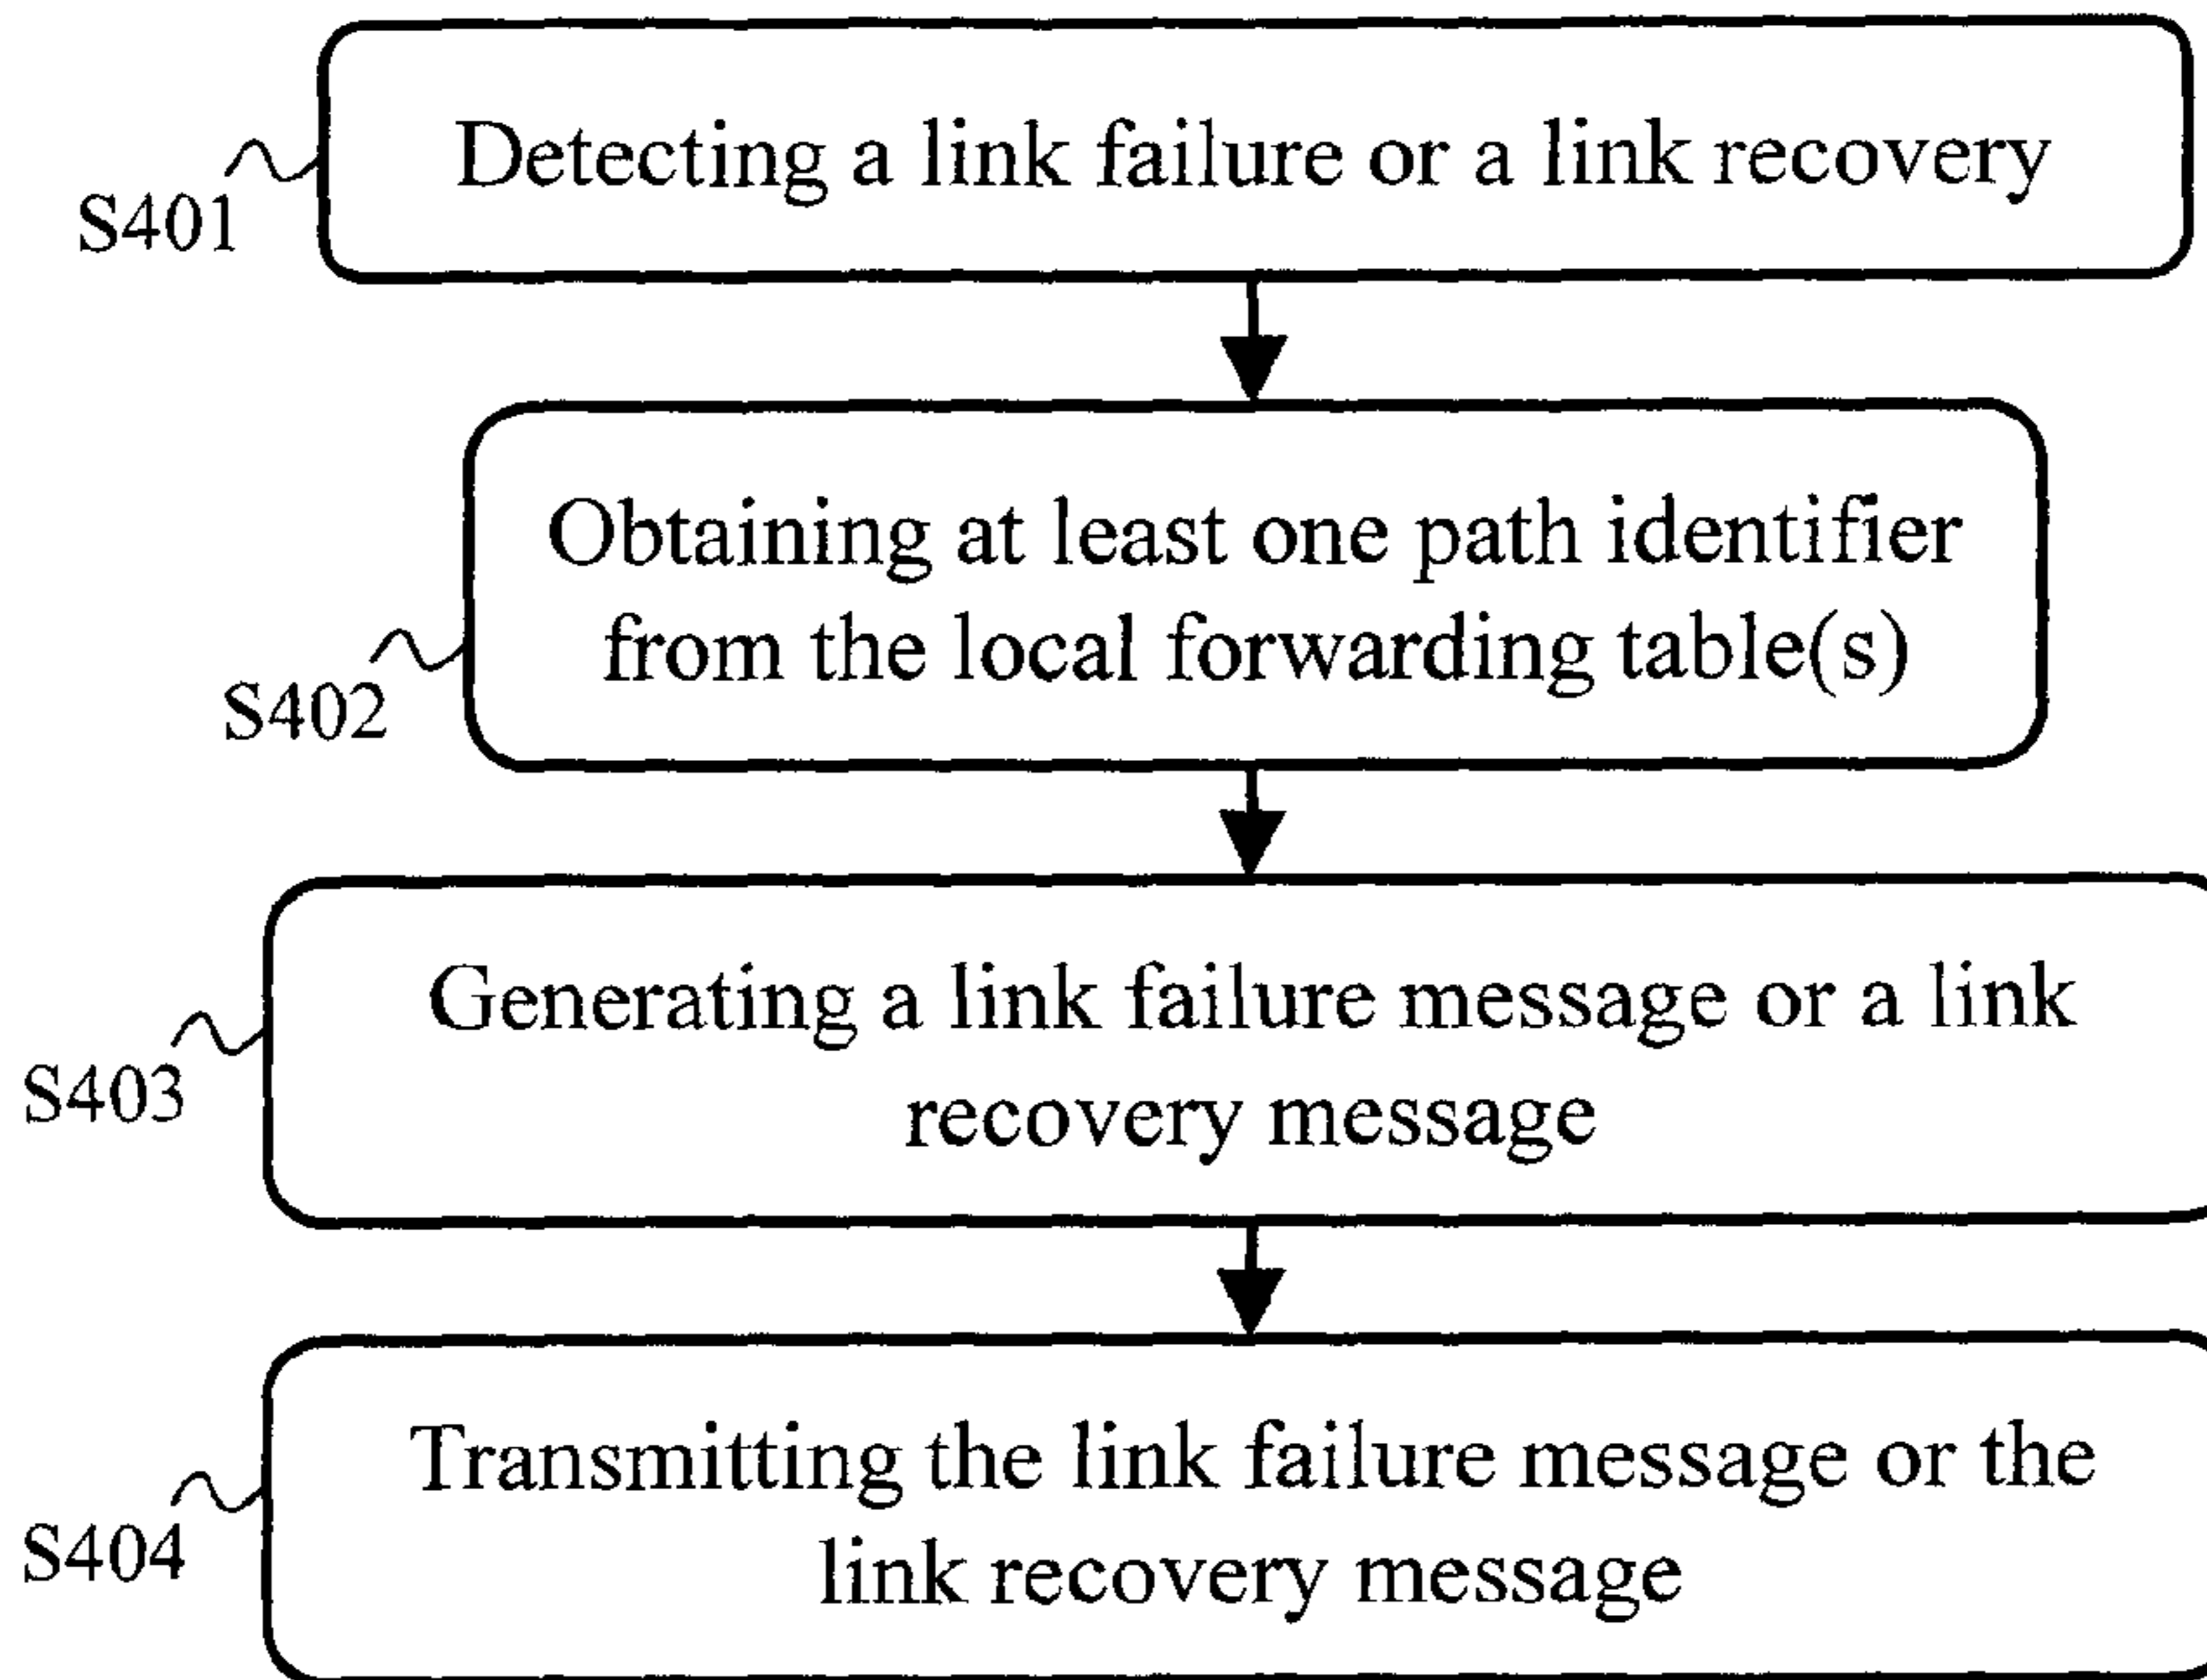 Detecting a link failure or a link recovery
S401
Obtaining at least one path identifier
from the local forwarding table(s)
S402
Generating a link failure message or a link
recovery message
S403
Transmitting the link failure message or the
link recovery message
S404